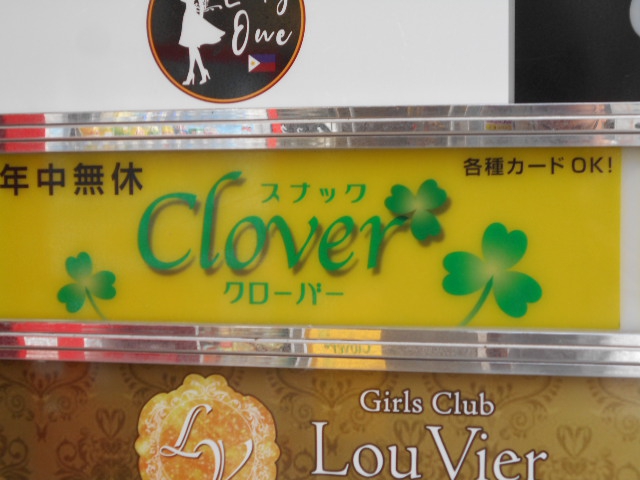 Owe
年中無休
スナック
各種カードOK!
Clover
クローバー
Girls Club
LV
Lou Vier